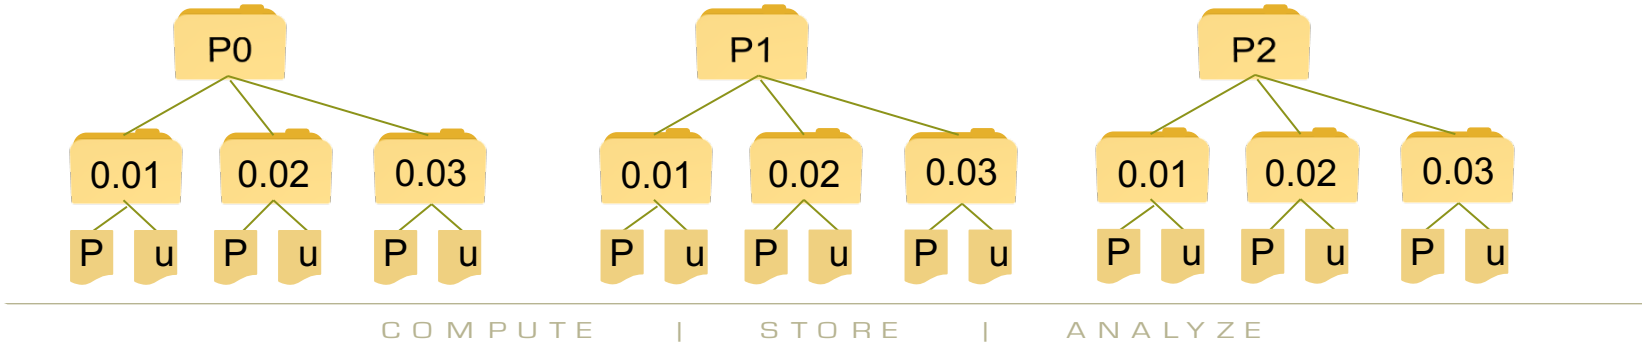 P0 P1 P2
0.01 0.02 0.03 0.01 0.02 0.03 0.01 0.02 0.03
P u P u P u P u P u P u P u P u P u
COMPUTE | STORE | ANALYZE